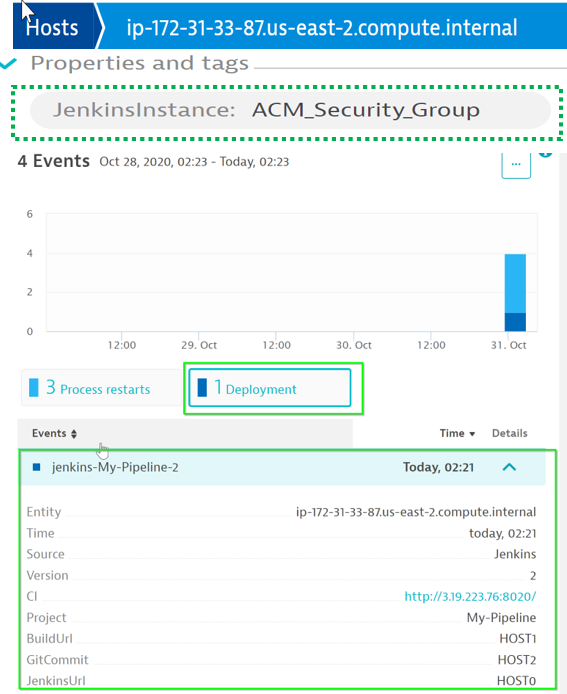 Hosts ip-172-31-33-87.us-east-2.compute.internal
Properties and tags
JenkinsInstance: ACM_Security_Group
4 Events Oct 28, 2020, 02:23 - Today, 02:23
...
6
4
2
0
12:00 29. Oct 12:00 30. Oct 12:00 31. Oct
3 Process restarts 1 Deployment
Events Time Details
jenkins-My-Pipeline-2 Today, 02:21
Entity ip-172-31-33-87.us-east-2.compute.internal
Time today, 02:21
Source Jenkins
Version 2
CI http://3.19.223.76:8020/
Project My-Pipeline
BuildUrl HOST1
GitCommit HOST2
JenkinsUrl HOST0